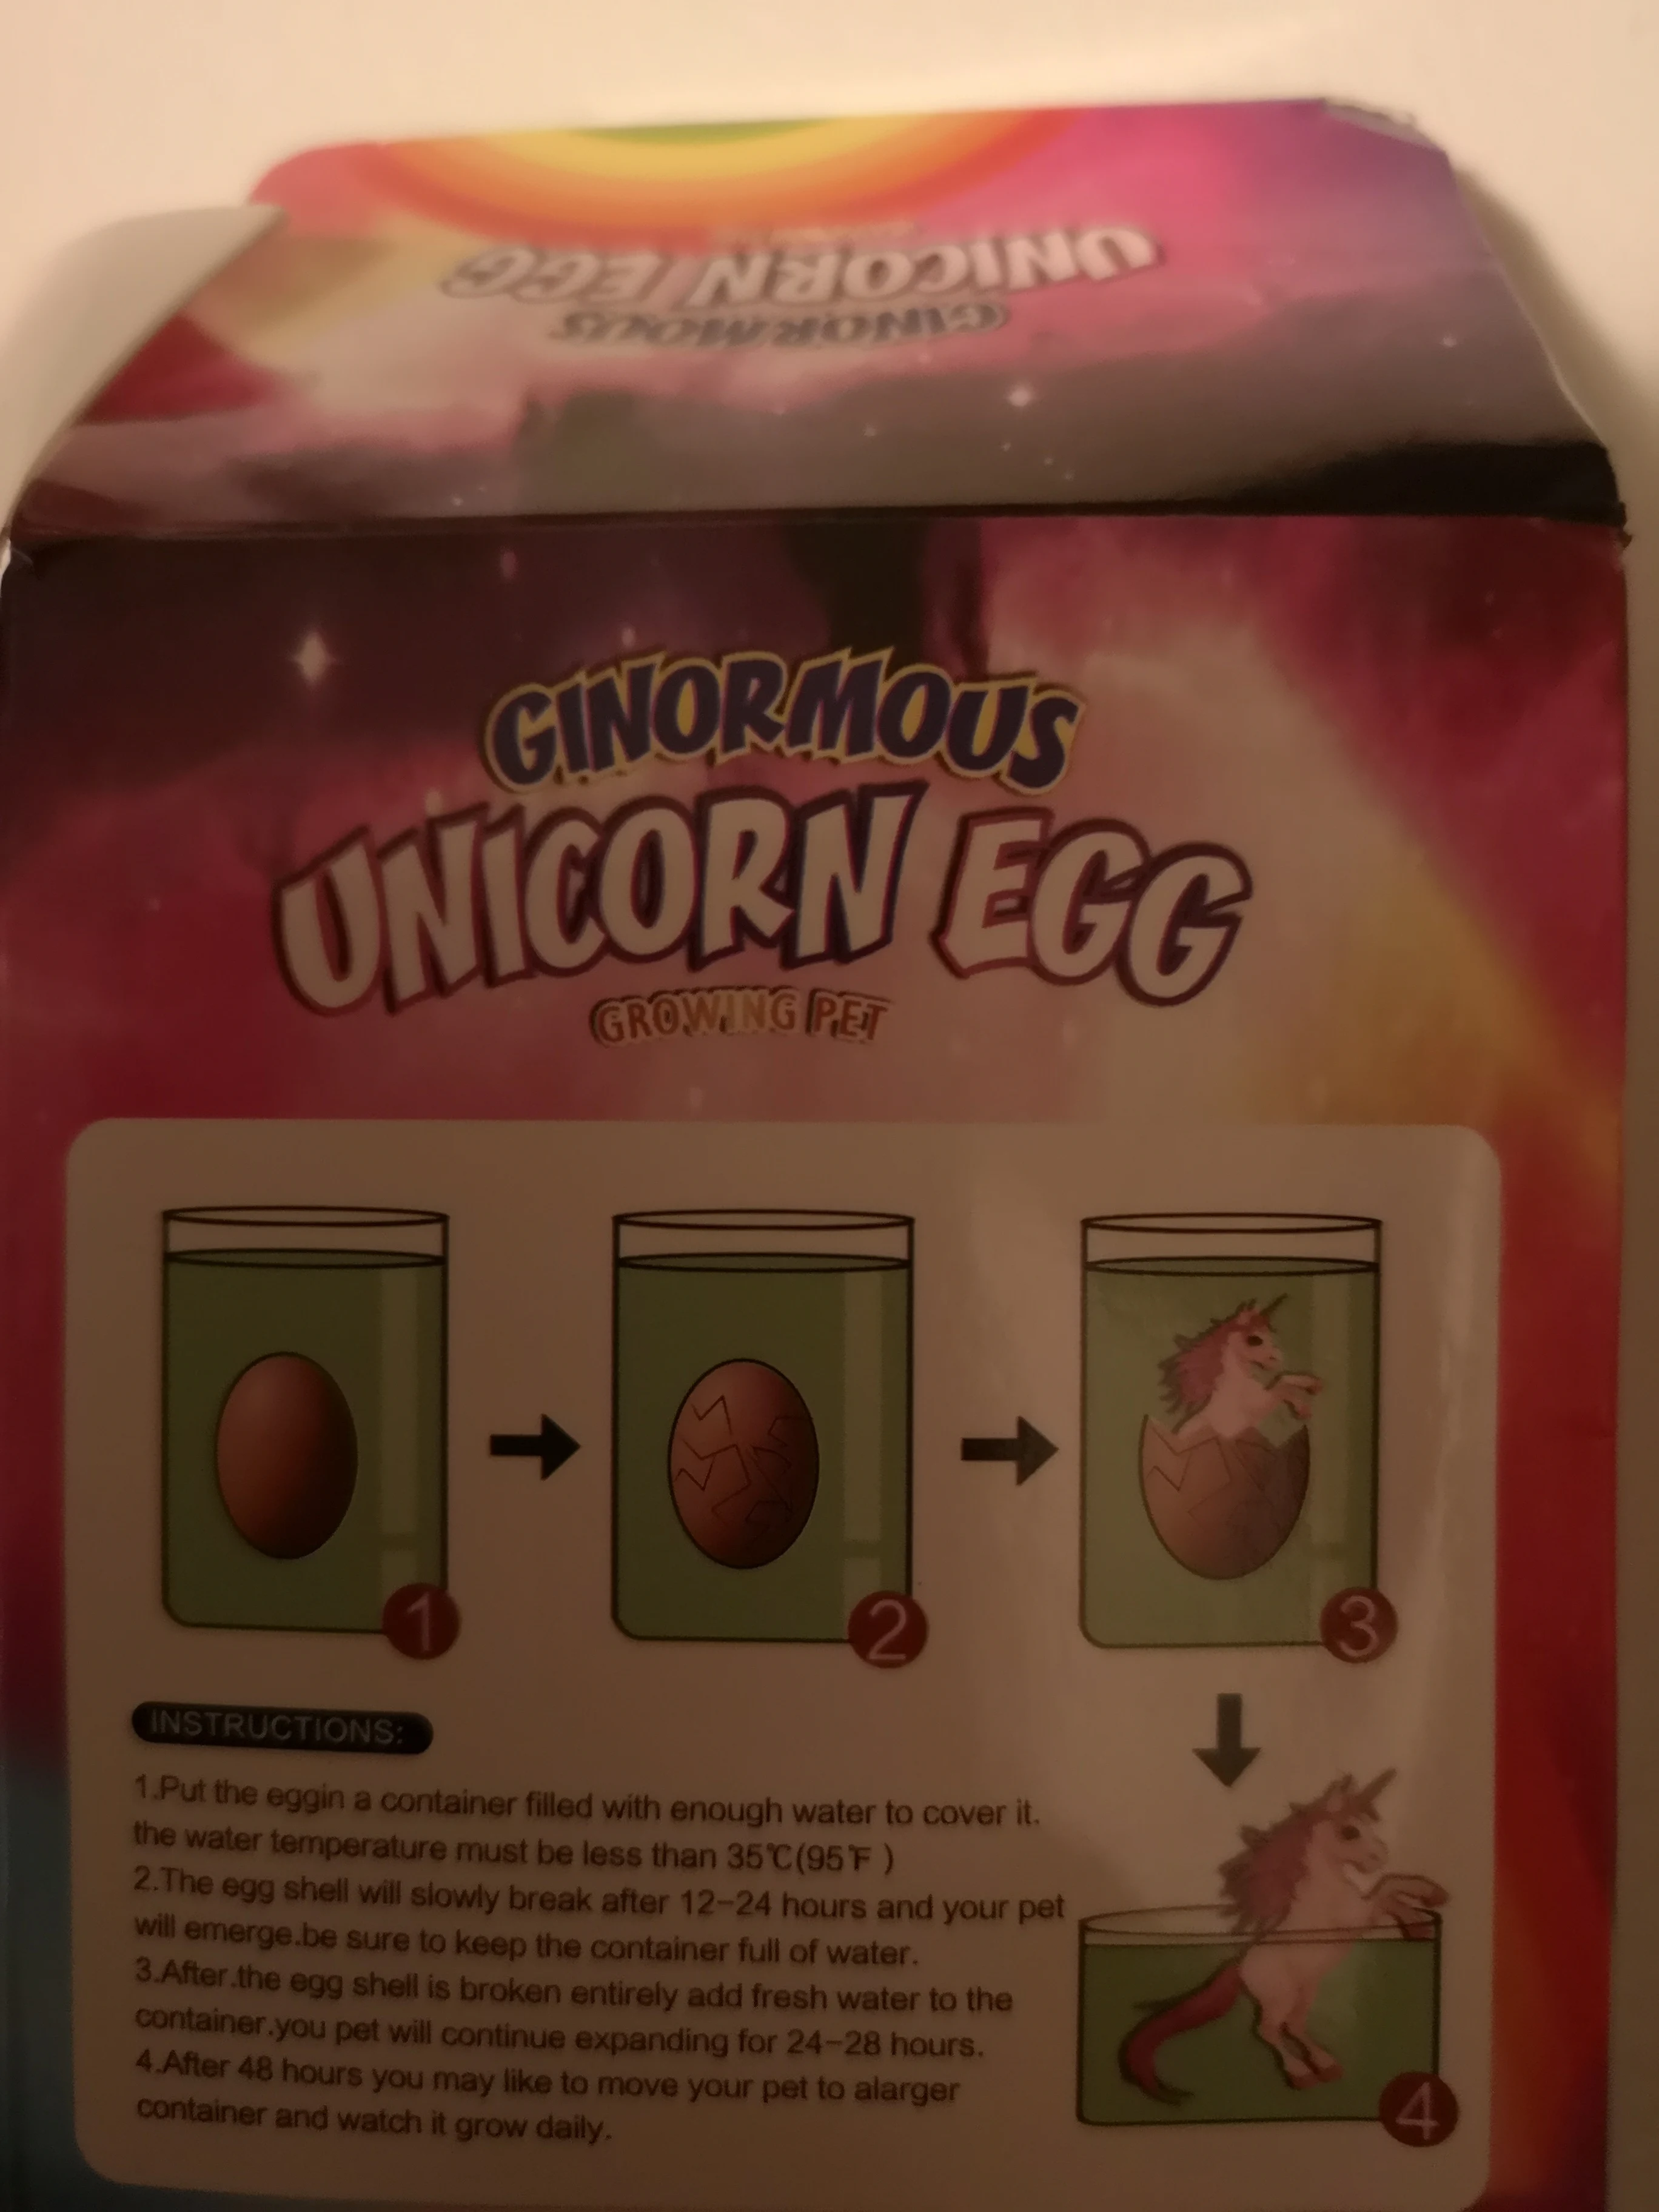 UNICORN EGG
GINORMOUS
GINORMOUS
UNICORN EGG
GROWING PET
1
2
3
INSTRUCTIONS:
1.Put the eggin a container filled with enough water to cover it.
the water temperature must be less than 35℃(95℉ )
2.The egg shell will slowly break after 12-24 hours and your pet
will emerge.be sure to keep the container full of water.
3.After.the egg shell is broken entirely add fresh water to the
container.you pet will continue expanding for 24-28 hours.
4.After 48 hours you may like to move your pet to alarger
container and watch it grow daily.
4